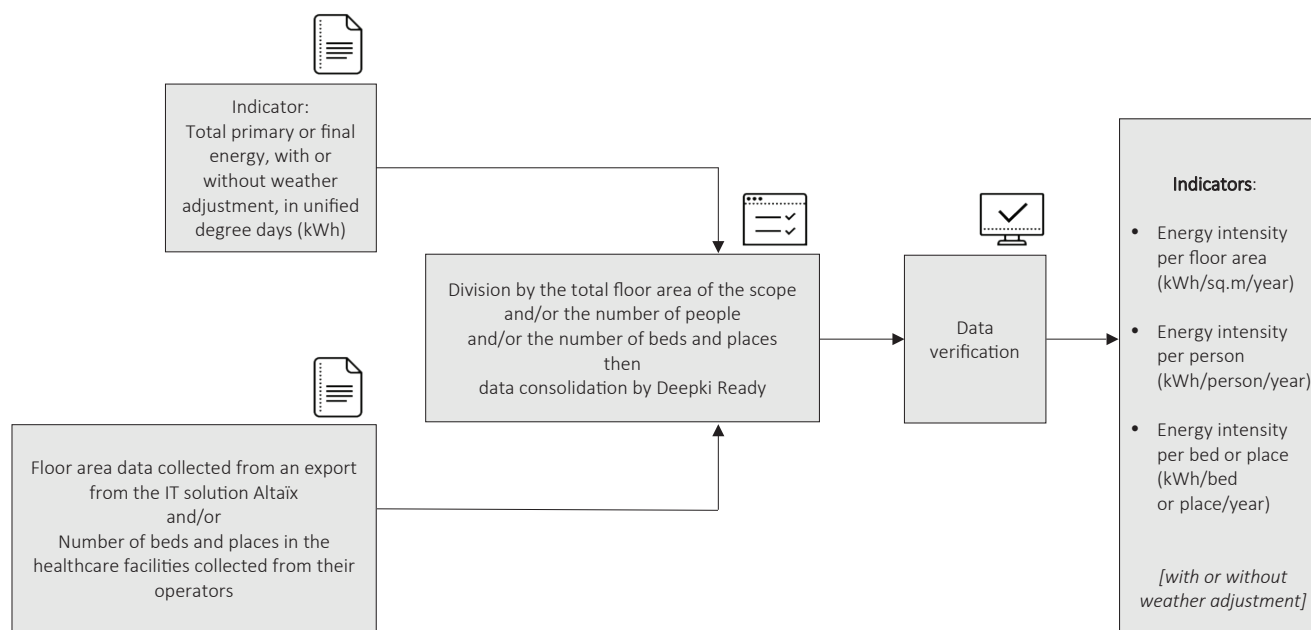 Indicator:
Total primary or final
energy, with or
without weather
adjustment, in unified
degree days (kWh)
Floor area data collected from an export
from the IT solution Altaïx
and/or
Number of beds and places in the
healthcare facilities collected from their
operators
Division by the total floor area of the scope
and/or the number of people
and/or the number of beds and places
then
data consolidation by Deepki Ready
Data
verification
Indicators:
• Energy intensity
per floor area
(kWh/sq.m/year)
• Energy intensity
per person
(kWh/person/year)
• Energy intensity
per bed or place
(kWh/bed
or place/year)
[with or without
weather adjustment]